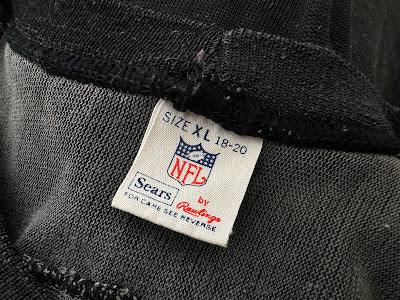 SIZE XL 18-20
NFL
Sears
by
Rawlings
FOR CARE SEE REVERSE